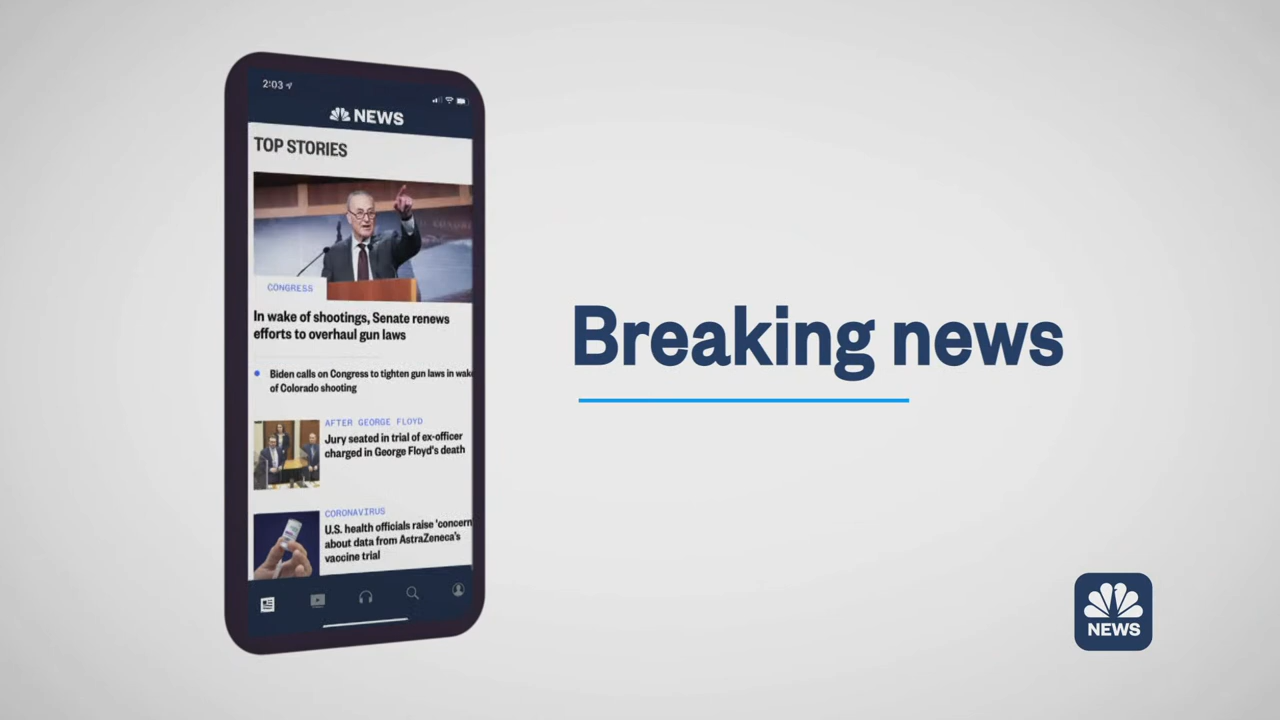 2:03
NEWS
TOP STORIES
CONGRESS
In wake of shootings, Senate renews
efforts to overhaul gun laws
Biden calls on Congress to tighten gun laws in wake
of Colorado shooting
AFTER GEORGE FLOYD
Jury seated in trial of ex-officer
charged in George Floyd's death
CORONAVIRUS
U.S. health officials raise 'concern
about data from AstraZeneca's
vaccine trial
Breaking news
NEWS